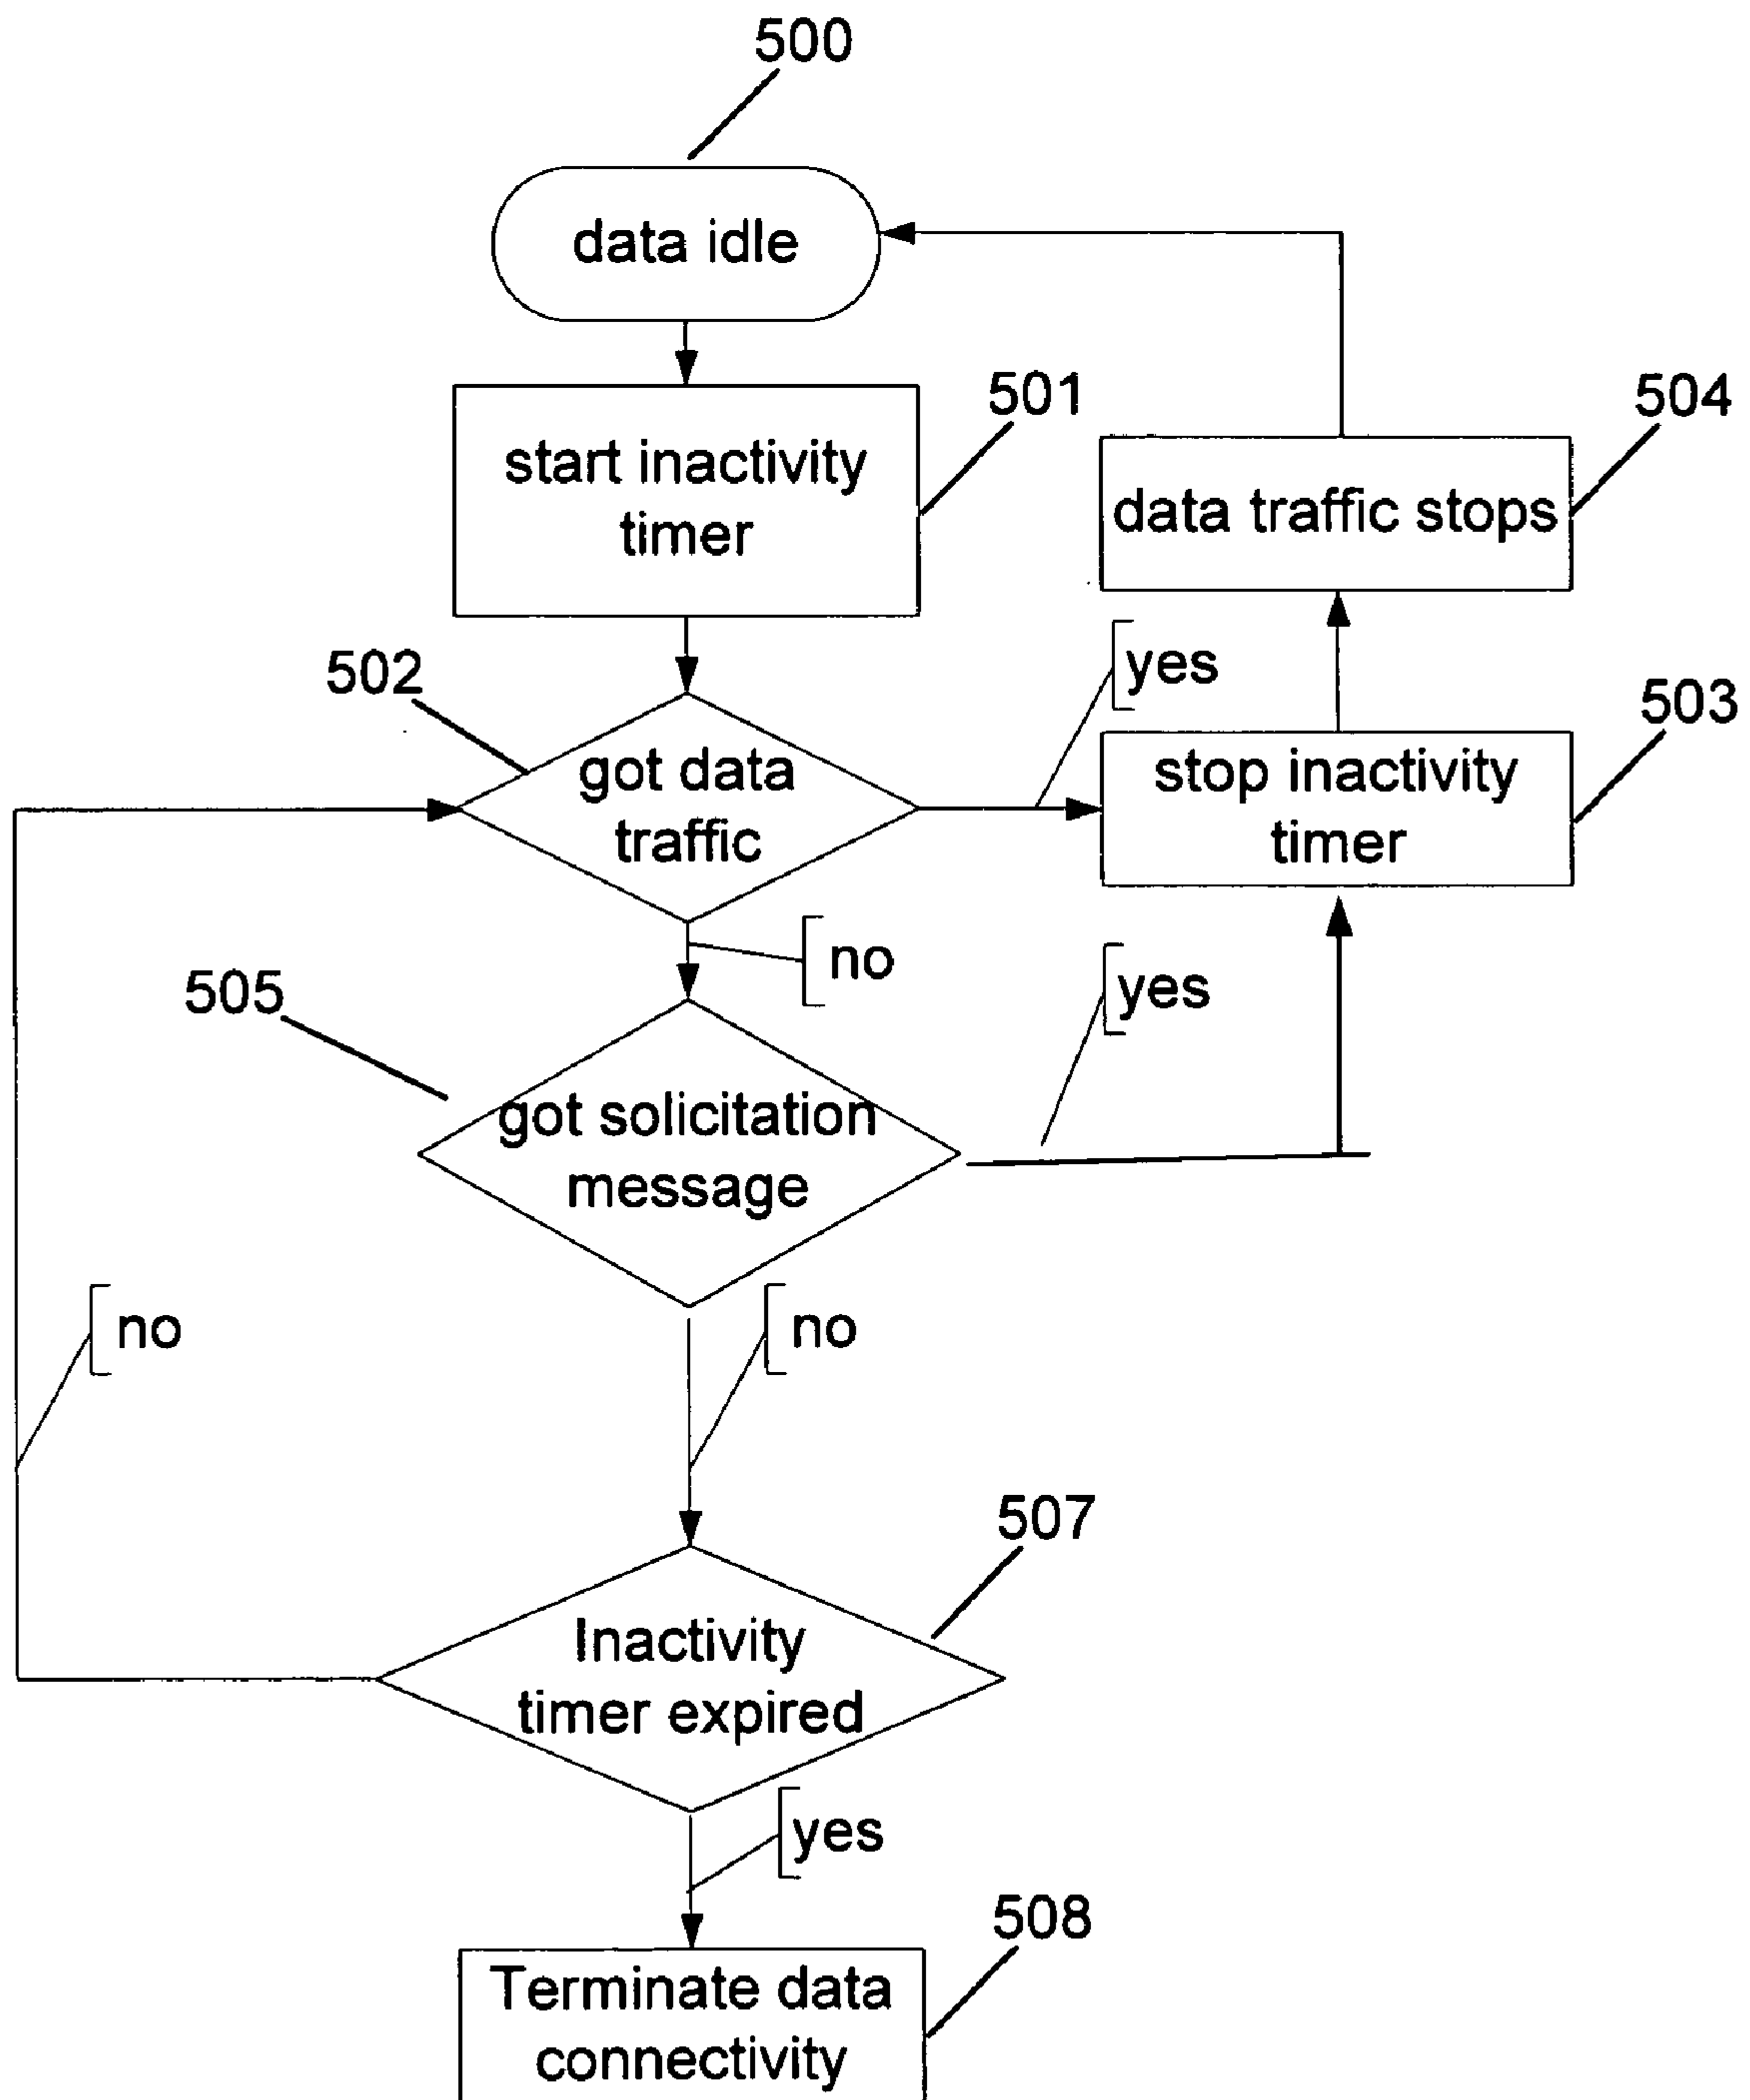 500
data idle
start inactivity
timer
501
504
data traffic stops
502
yes
503
got data
traffic
stop inactivity
timer
no
505
yes
got solicitation
message
no
no
507
Inactivity
timer expired
yes
508
Terminate data
connectivity